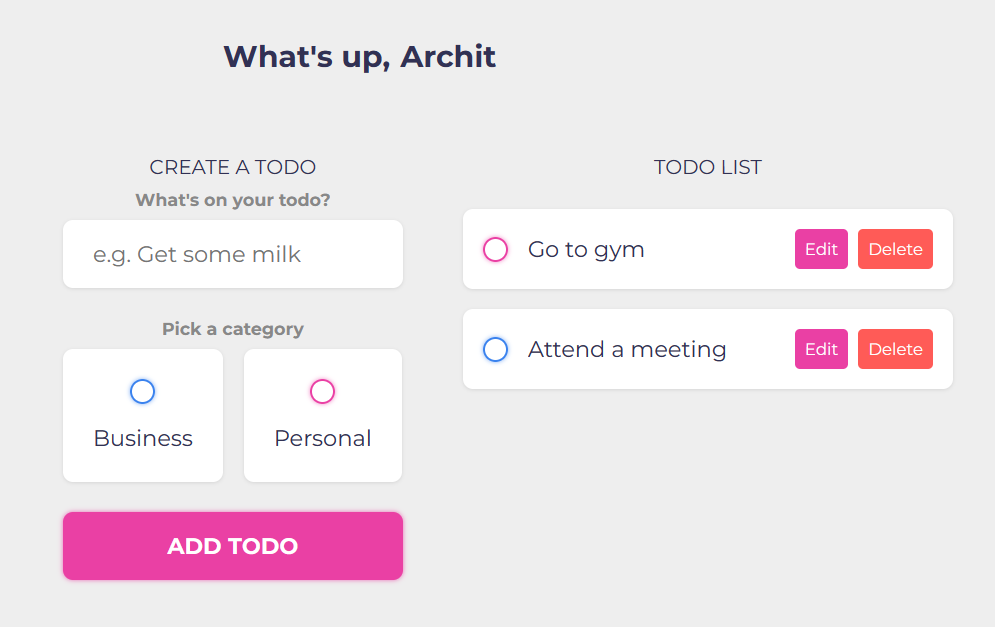 What's up, Archit
CREATE A TODO
What's on your todo?
e.g. Get some milk
Pick a category
Business
Personal
ADD TODO
TODO LIST
Go to gym
Edit
Delete
Attend a meeting
Edit
Delete